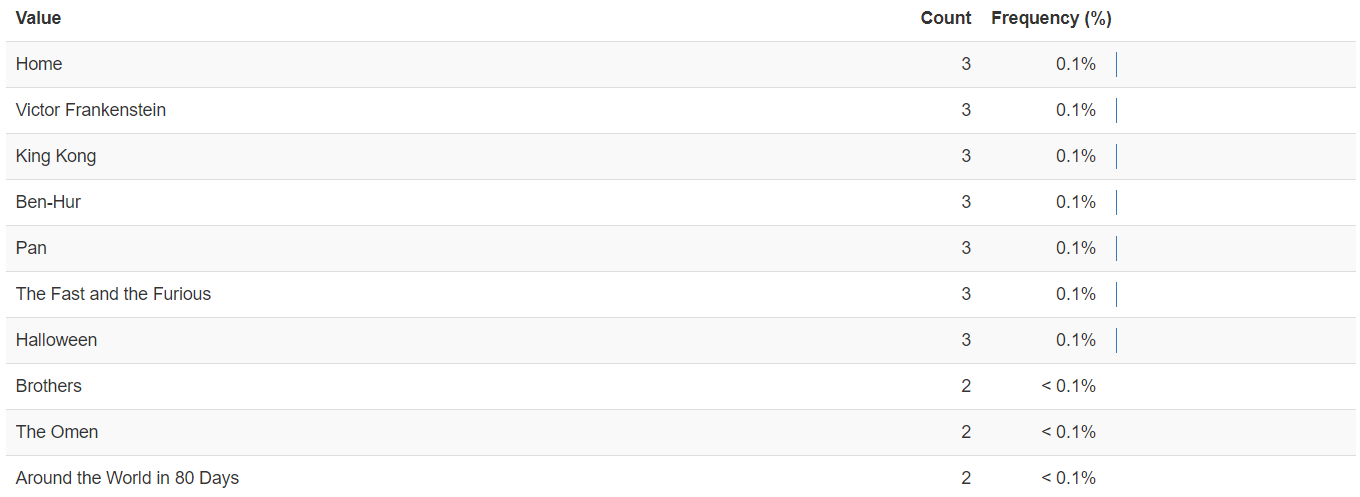 Value Count Frequency (%)
Home 3 0.1%
Victor Frankenstein 3 0.1%
King Kong 3 0.1%
Ben-Hur 3 0.1%
Pan 3 0.1%
The Fast and the Furious 3 0.1%
Halloween 3 0.1%
Brothers 2 < 0.1%
The Omen 2 < 0.1%
Around the World in 80 Days 2 < 0.1%